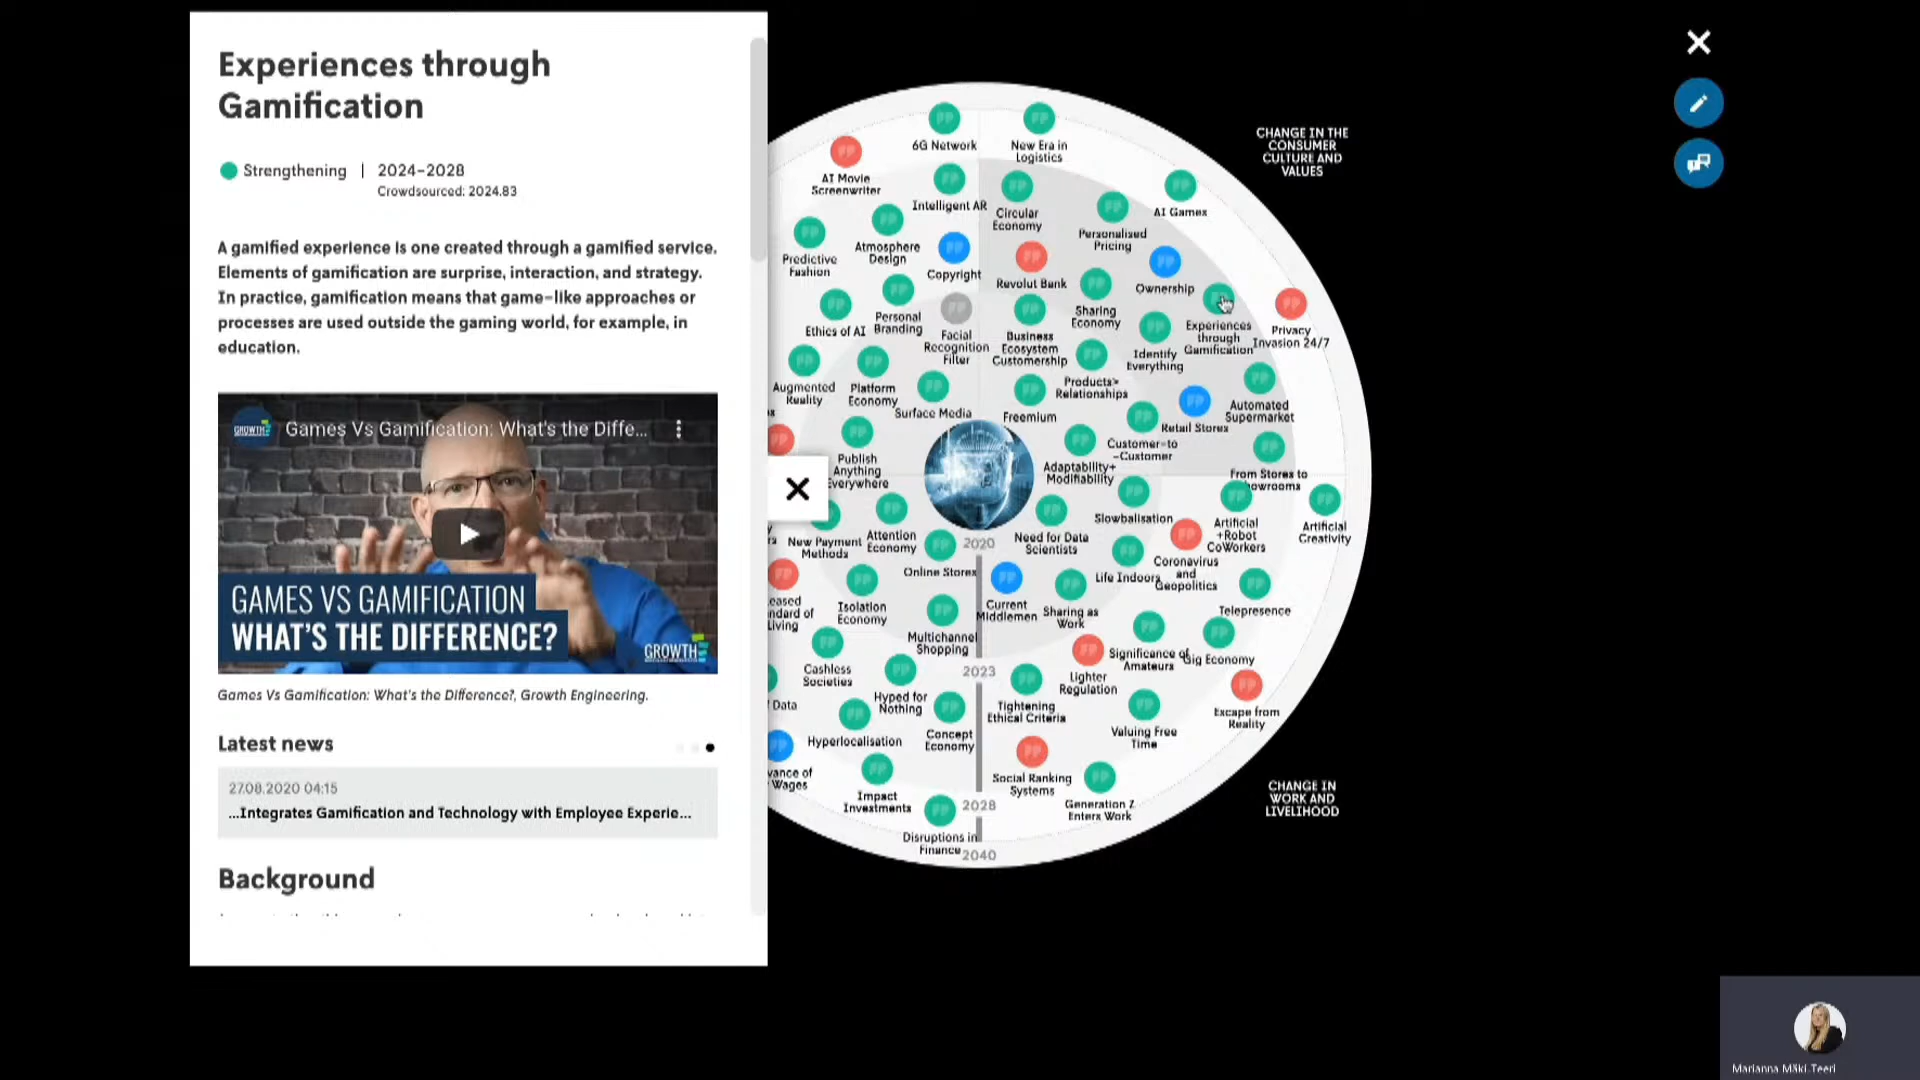 Experiences through
Gamification
Strengthening | 2024–2028
Crowdsourced: 2024.83
A gamified experience is one created through a gamified service.
Elements of gamification are surprise, interaction, and strategy.
In practice, gamification means that game-like approaches or
processes are used outside the gaming world, for example, in
education.
GROWTH
Games Vs Gamification: What's the Diffe...
GAMES VS GAMIFICATION
WHAT'S THE DIFFERENCE?
GROWTH
Games Vs Gamification: What's the Difference?, Growth Engineering.
Latest news
27.08.2020 04:15
...Integrates Gamification and Technology with Employee Experie...
Background
CHANGE IN THE
CONSUMER
CULTURE AND
VALUES
6G Network
New Era in
Logistics
AI Movie
Screenwriter
Intelligent AR
Circular
Economy
AI Games
Personalised
Pricing
Predictive
Fashion
Atmosphere
Design
Copyright
Revolut Bank
Ownership
Ethics of AI
Personal
Branding
Facial
Recognition
Filter
Business
Ecosystem
Customership
Sharing
Economy
Identify
Everything
Experiences
through
Gamification
Privacy
Invasion 24/7
Augmented
Reality
Platform
Economy
Surface Media
Freemium
Products>
Relationships
Retail Stores
Automated
Supermarket
Publish
Anything
Everywhere
Adaptability+
Modifiability
Customer-to
-Customer
From Stores to
New Payment
Methods
Attention
Economy
Online Stores
2020
Need for Data
Scientists
Slowbalisation
Artificial
+Robot
CoWorkers
Artificial
Creativity
Coronavirus
and
Geopolitics
Life Indoors
Telepresence
Living
Isolation
Economy
Multichannel
Shopping
Current
Middlemen
Sharing as
Work
Significance of
Amateurs
Gig Economy
Cashless
Societies
2023
Lighter
Regulation
Data
Hyped for
Nothing
Tightening
Ethical Criteria
Valuing Free
Time
Escape from
Reality
Hyperlocalisation
Concept
Economy
Wages
Impact
Investments
2028
Social Ranking
Systems
Generation Z
Enters Work
Disruptions in
Finance
2040
CHANGE IN
WORK AND
LIVELIHOOD
Marianna Mäki-Teeri